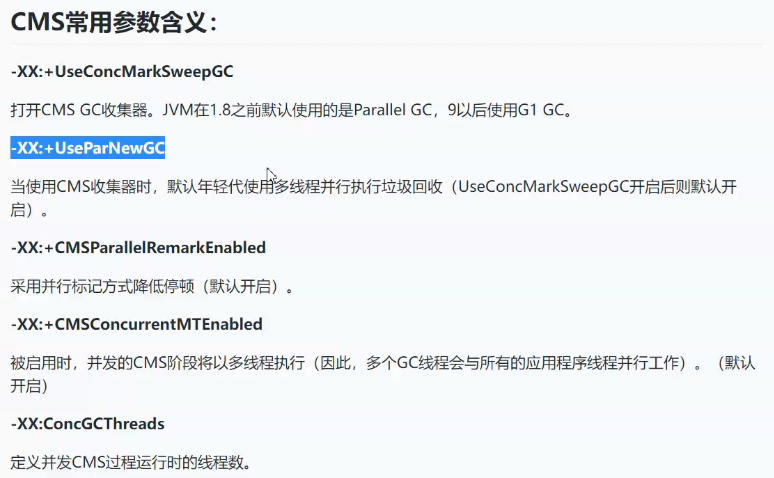 CMS常用参数含义：
-XX:+UseConcMarkSweepGC
打开CMS GC收集器。JVM在1.8之前默认使用的是Parallel GC，9以后使用G1 GC。
-XX:+UseParNewGC
当使用CMS收集器时，默认年轻代使用多线程并行执行垃圾回收（UseConcMarkSweepGC开启后则默认开
启）。
-XX:+CMSParallelRemarkEnabled
采用并行标记方式降低停顿（默认开启）。
-XX:+CMSConcurrentMTEnabled
被启用时，并发的CMS阶段将以多线程执行（因此，多个GC线程会与所有的应用程序线程并行工作）。（默认
开启）
-XX:ConcGCThreads
定义并发CMS过程运行时的线程数。